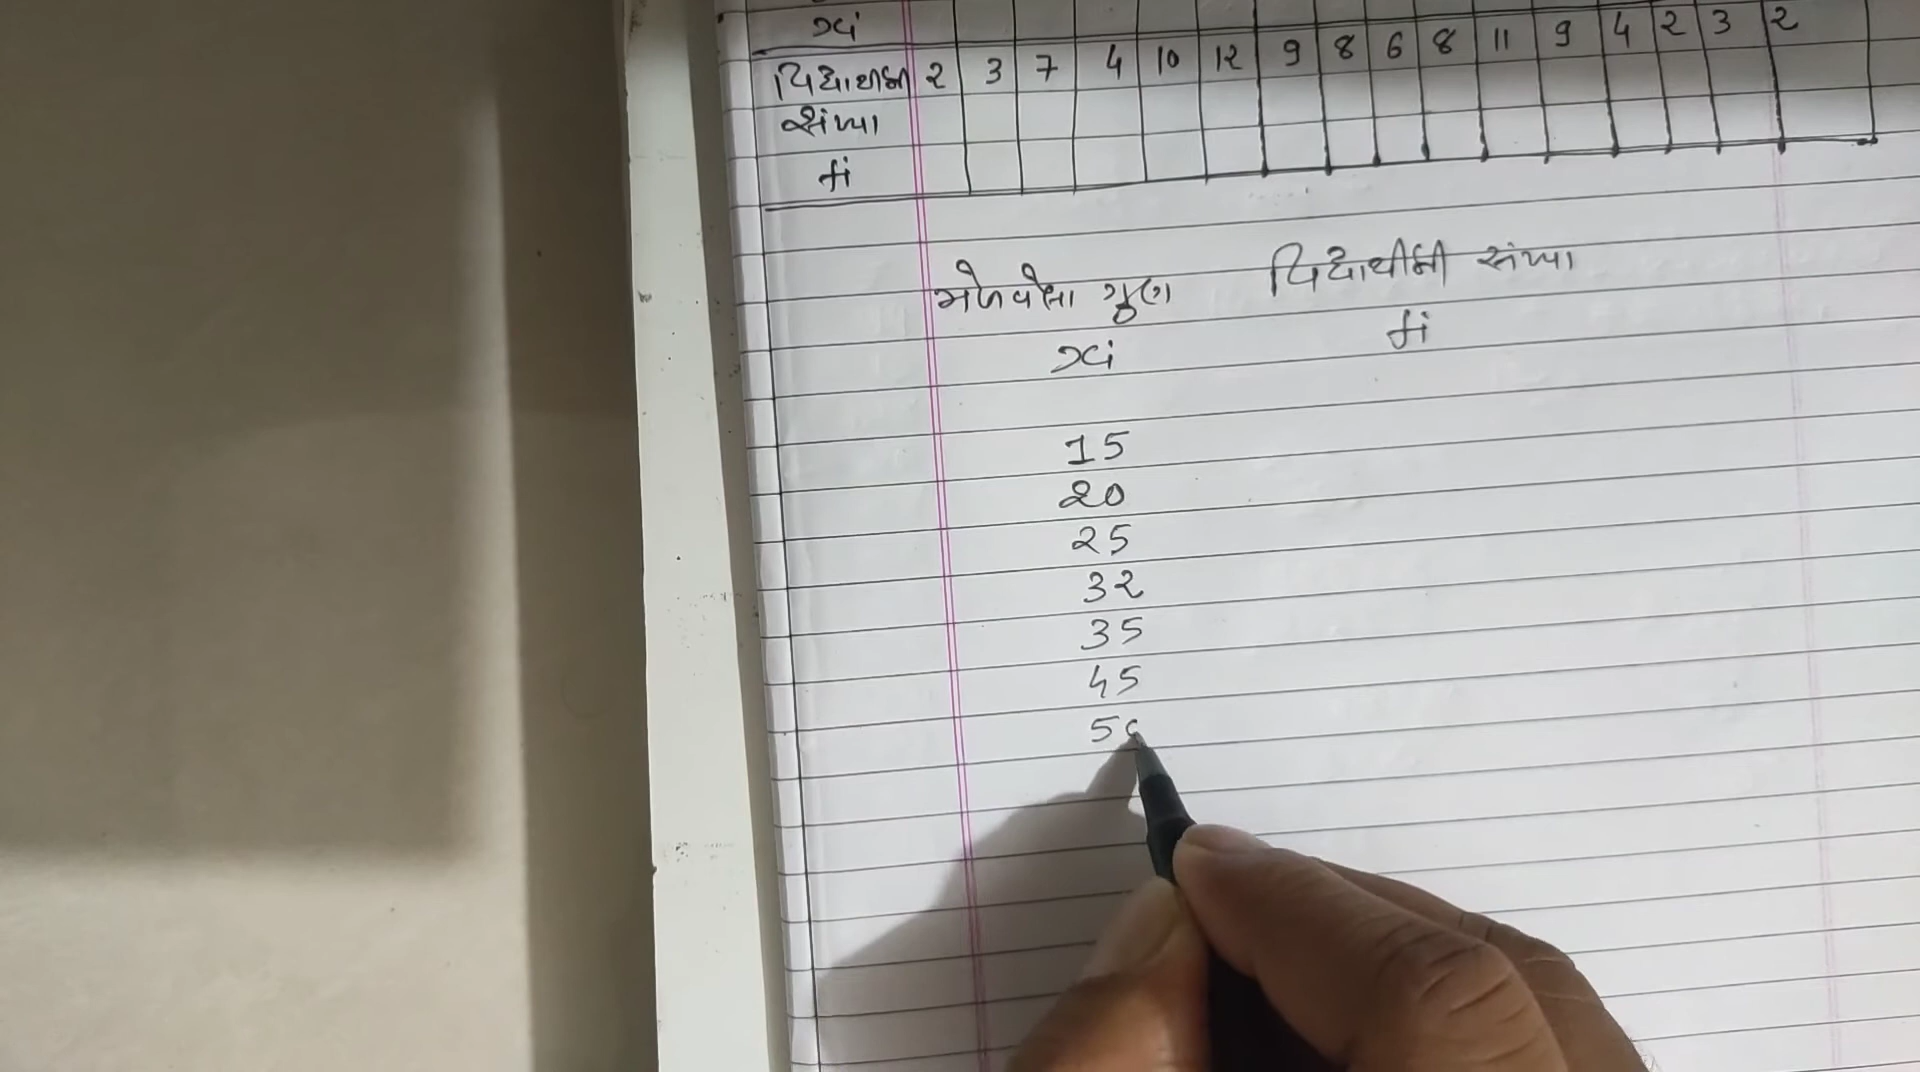 xi
વિદ્યાર્થીની 2 3 7 4 10 12 9 8 6 8 11 9 4 2 3 2
સંખ્યા
fi
મેળવેલા ગુણ વિદ્યાર્થીની સંખ્યા
xi fi
15
20
25
32
35
45
5